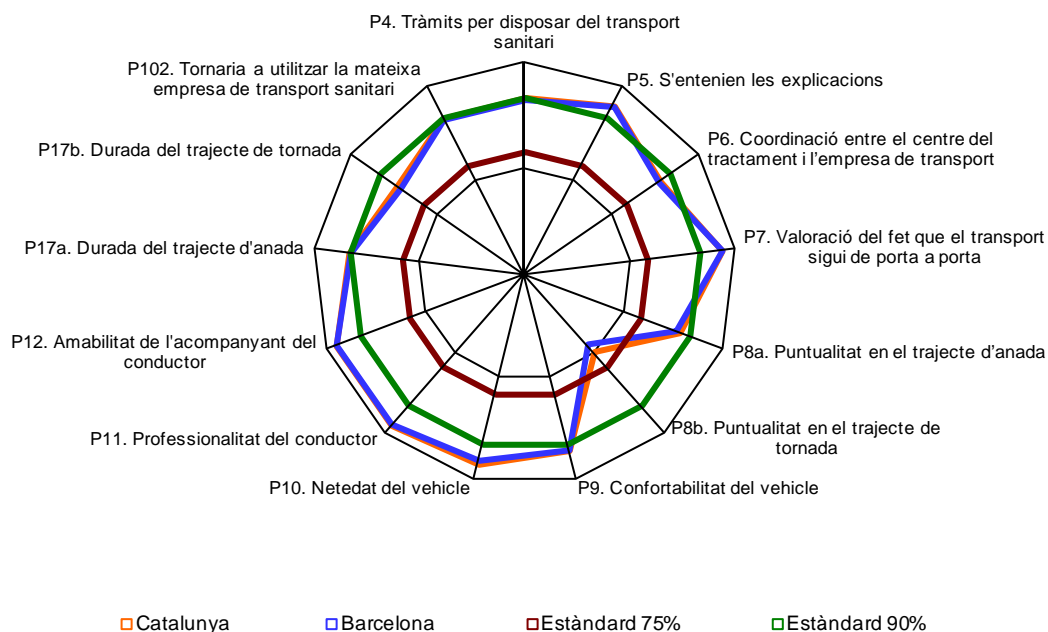 P4. Tràmits per disposar del transport
sanitari
P5. S'entenien les explicacions
P6. Coordinació entre el centre del
tractament i l'empresa de transport
P7. Valoració del fet que el transport
sigui de porta a porta
P8a. Puntualitat en el trajecte d'anada
P8b. Puntualitat en el trajecte de
tornada
P9. Confortabilitat del vehicle
P10. Netedat del vehicle
P11. Professionalitat del conductor
P12. Amabilitat de l'acompanyant del
conductor
P17a. Durada del trajecte d'anada
P17b. Durada del trajecte de tornada
P102. Tornaria a utilitzar la mateixa
empresa de transport sanitari
Catalunya
Barcelona
Estàndard 75%
Estàndard 90%